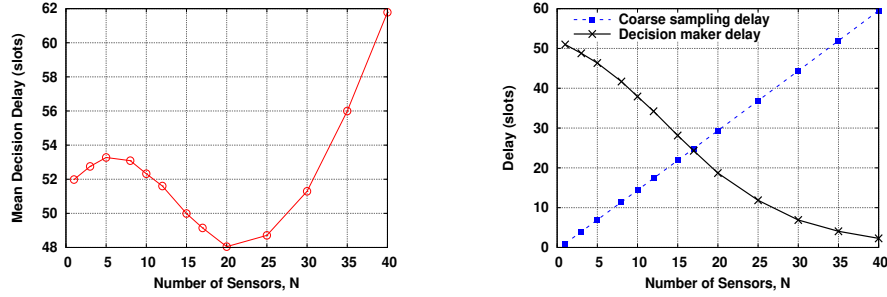 Mean Decision Delay (slots)
62
60
58
56
54
52
50
48
0 5 10 15 20 25 30 35 40
Number of Sensors, N
Delay (slots)
60
50
40
30
20
10
0
Coarse sampling delay
Decision maker delay
0 5 10 15 20 25 30 35 40
Number of Sensors, N